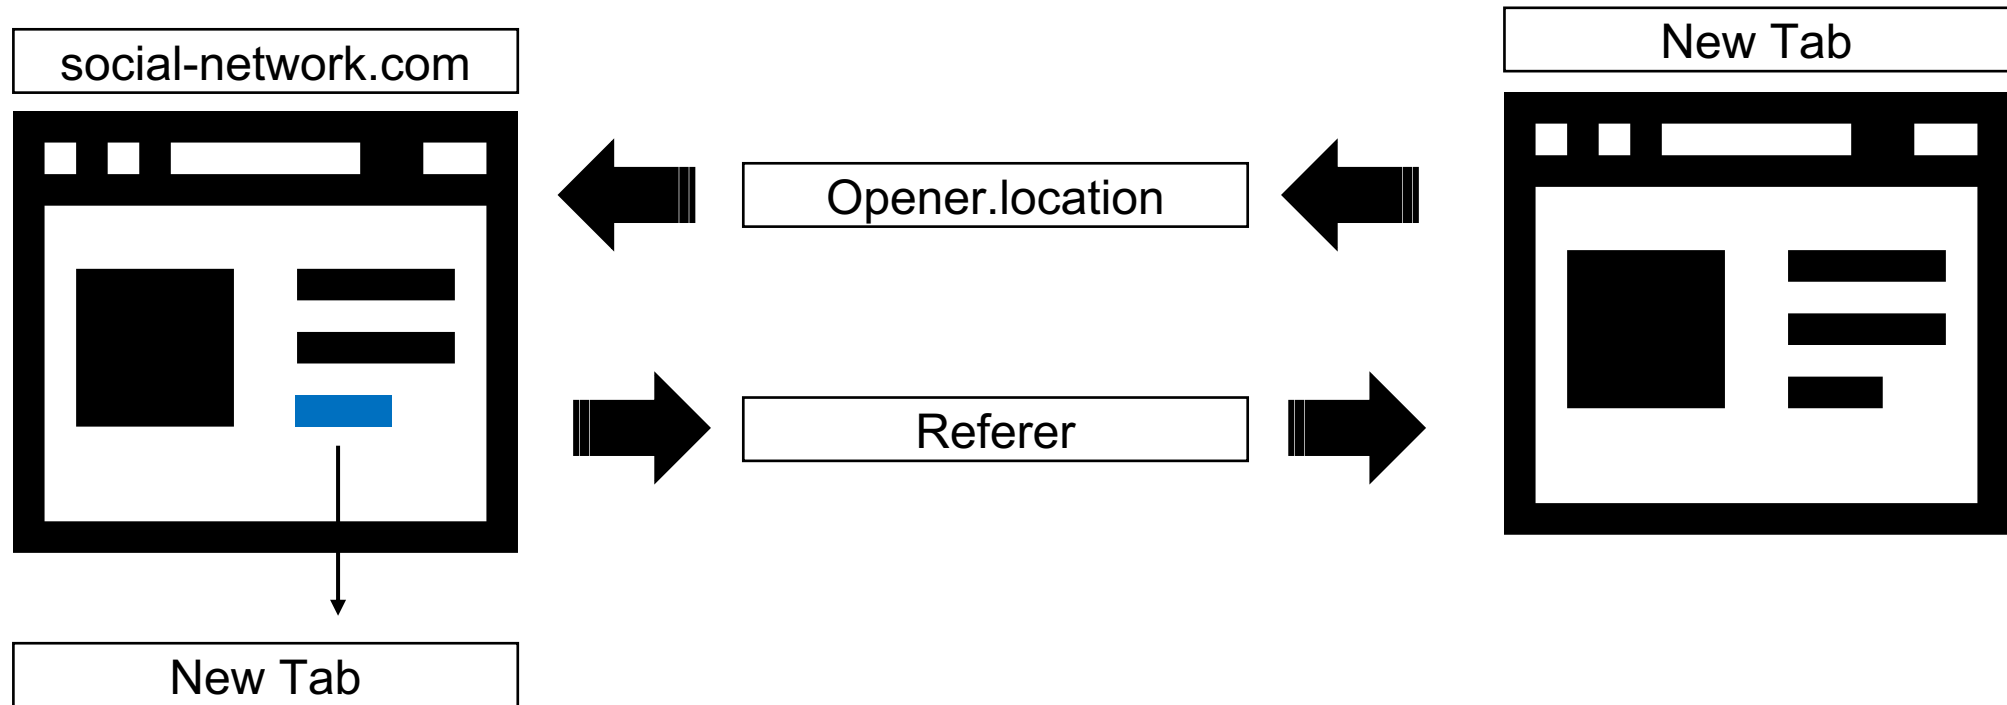 social-network.com
New Tab
Opener.location
Referer
New Tab